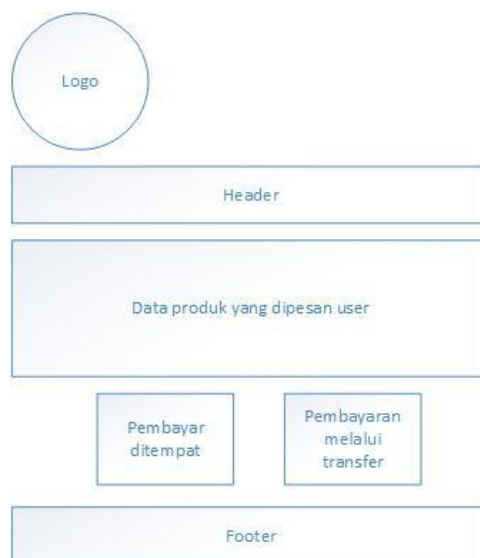 Logo
Header
Data produk yang dipesan user
Pembayar
ditempat
Pembayaran
melalui
transfer
Footer